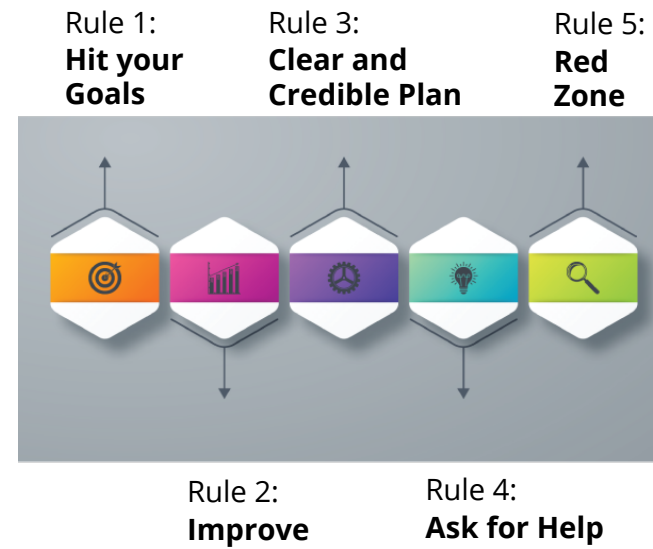 Rule 1:
Hit your
Goals
Rule 3:
Clear and
Credible Plan
Rule 5:
Red
Zone
Rule 2:
Improve
Rule 4:
Ask for Help